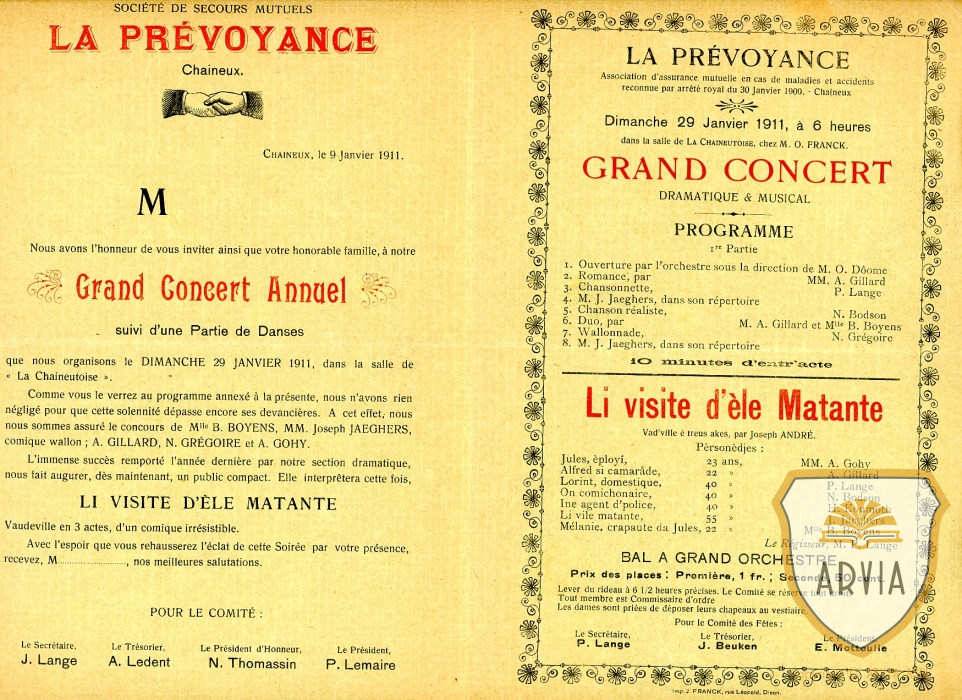 SOCIÉTÉ DE SECOURS MUTUELS
LA PRÉVOYANCE
Chaineux.
CHAINEUX, le 9 Janvier 1911.
M
Nous avons l'honneur de vous inviter ainsi que votre honorable famille, à notre
Grand Concert Annuel
suivi d'une Partie de Danses
que nous organisons le DIMANCHE 29 JANVIER 1911, dans la salle de
« La Chaineutoise ».
Comme vous le verrez au programme annexé à la présente, nous n'avons rien
négligé pour que cette solennité dépasse encore ses devancières. A cet effet, nous
nous sommes assuré le concours de Mlle B. BOYENS, MM. Joseph JAEGHERS,
comique wallon ; A. GILLARD, N. GRÉGOIRE et A. GOHY.
L'immense succès remporté l'année dernière par notre section dramatique,
nous fait augurer, dès maintenant, un public compact. Elle interprêtera cette fois,
LI VISITE D'ÈLE MATANTE
Vaudeville en 3 actes, d'un comique irrésistible.
Avec l'espoir que vous rehausserez l'éclat de cette Soirée par votre présence,
recevez, M...................., nos meilleures salutations.
POUR LE COMITÉ :
Le Secrétaire, Le Trésorier, Le Président d'Honneur, Le Président,
J. Lange A. Ledent N. Thomassin P. Lemaire
LA PRÉVOYANCE
Association d'assurance mutuelle en cas de maladies et accidents
reconnue par arrêté royal du 30 Janvier 1900. - Chaineux
Dimanche 29 Janvier 1911, à 6 heures
dans la salle de LA CHAINEUTOISE, chez M. O. FRANCK.
GRAND CONCERT
DRAMATIQUE & MUSICAL
PROGRAMME
1re Partie
1. Ouverture par l'orchestre sous la direction de M. O. Dôome
2. Romance, par MM. A. Gillard
3. Chansonnette, P. Lange
4. M. J. Jaeghers, dans son répertoire
5. Chanson réaliste, N. Bodson
6. Duo, par M. A. Gillard et Mlle B. Boyens
7. Wallonnade, N. Grégoire
8. M. J. Jaeghers, dans son répertoire
10 minutes d'entr'acte
Li visite d'èle Matante
Vad'ville è treus akes, par Joseph ANDRÉ.
Pèrsonèdjes :
Jules, èployi, 23 ans, MM. A. Gohy
Alfred si camarâde, 22 » A. Gillard
Lorint, domestique, 40 » P. Lange
On comichonaire, 40 » N. Bodson
Ine agent d'police, 40 »
Li vile matante, 55 » J. Jaeghers
Mélanie, crapaute da Jules, 22 » Mlle B. Boyens
Le Régisseur, M. P. Lange
BAL A GRAND ORCHESTRE
Prix des places : Première, 1 fr. ; Seconde, 50 cent.
Lever du rideau à 6 1/2 heures précises. Le Comité se réserve tout droit.
Tout membre est Commissaire d'ordre
Les dames sont priées de déposer leurs chapeaux au vestiaire.
Pour le Comité des Fêtes :
Le Secrétaire, Le Trésorier, Le Président,
P. Lange J. Beuken E. Mottoulle
Imp. J. FRANCK, rue Léopold, Dison.
ARVIA